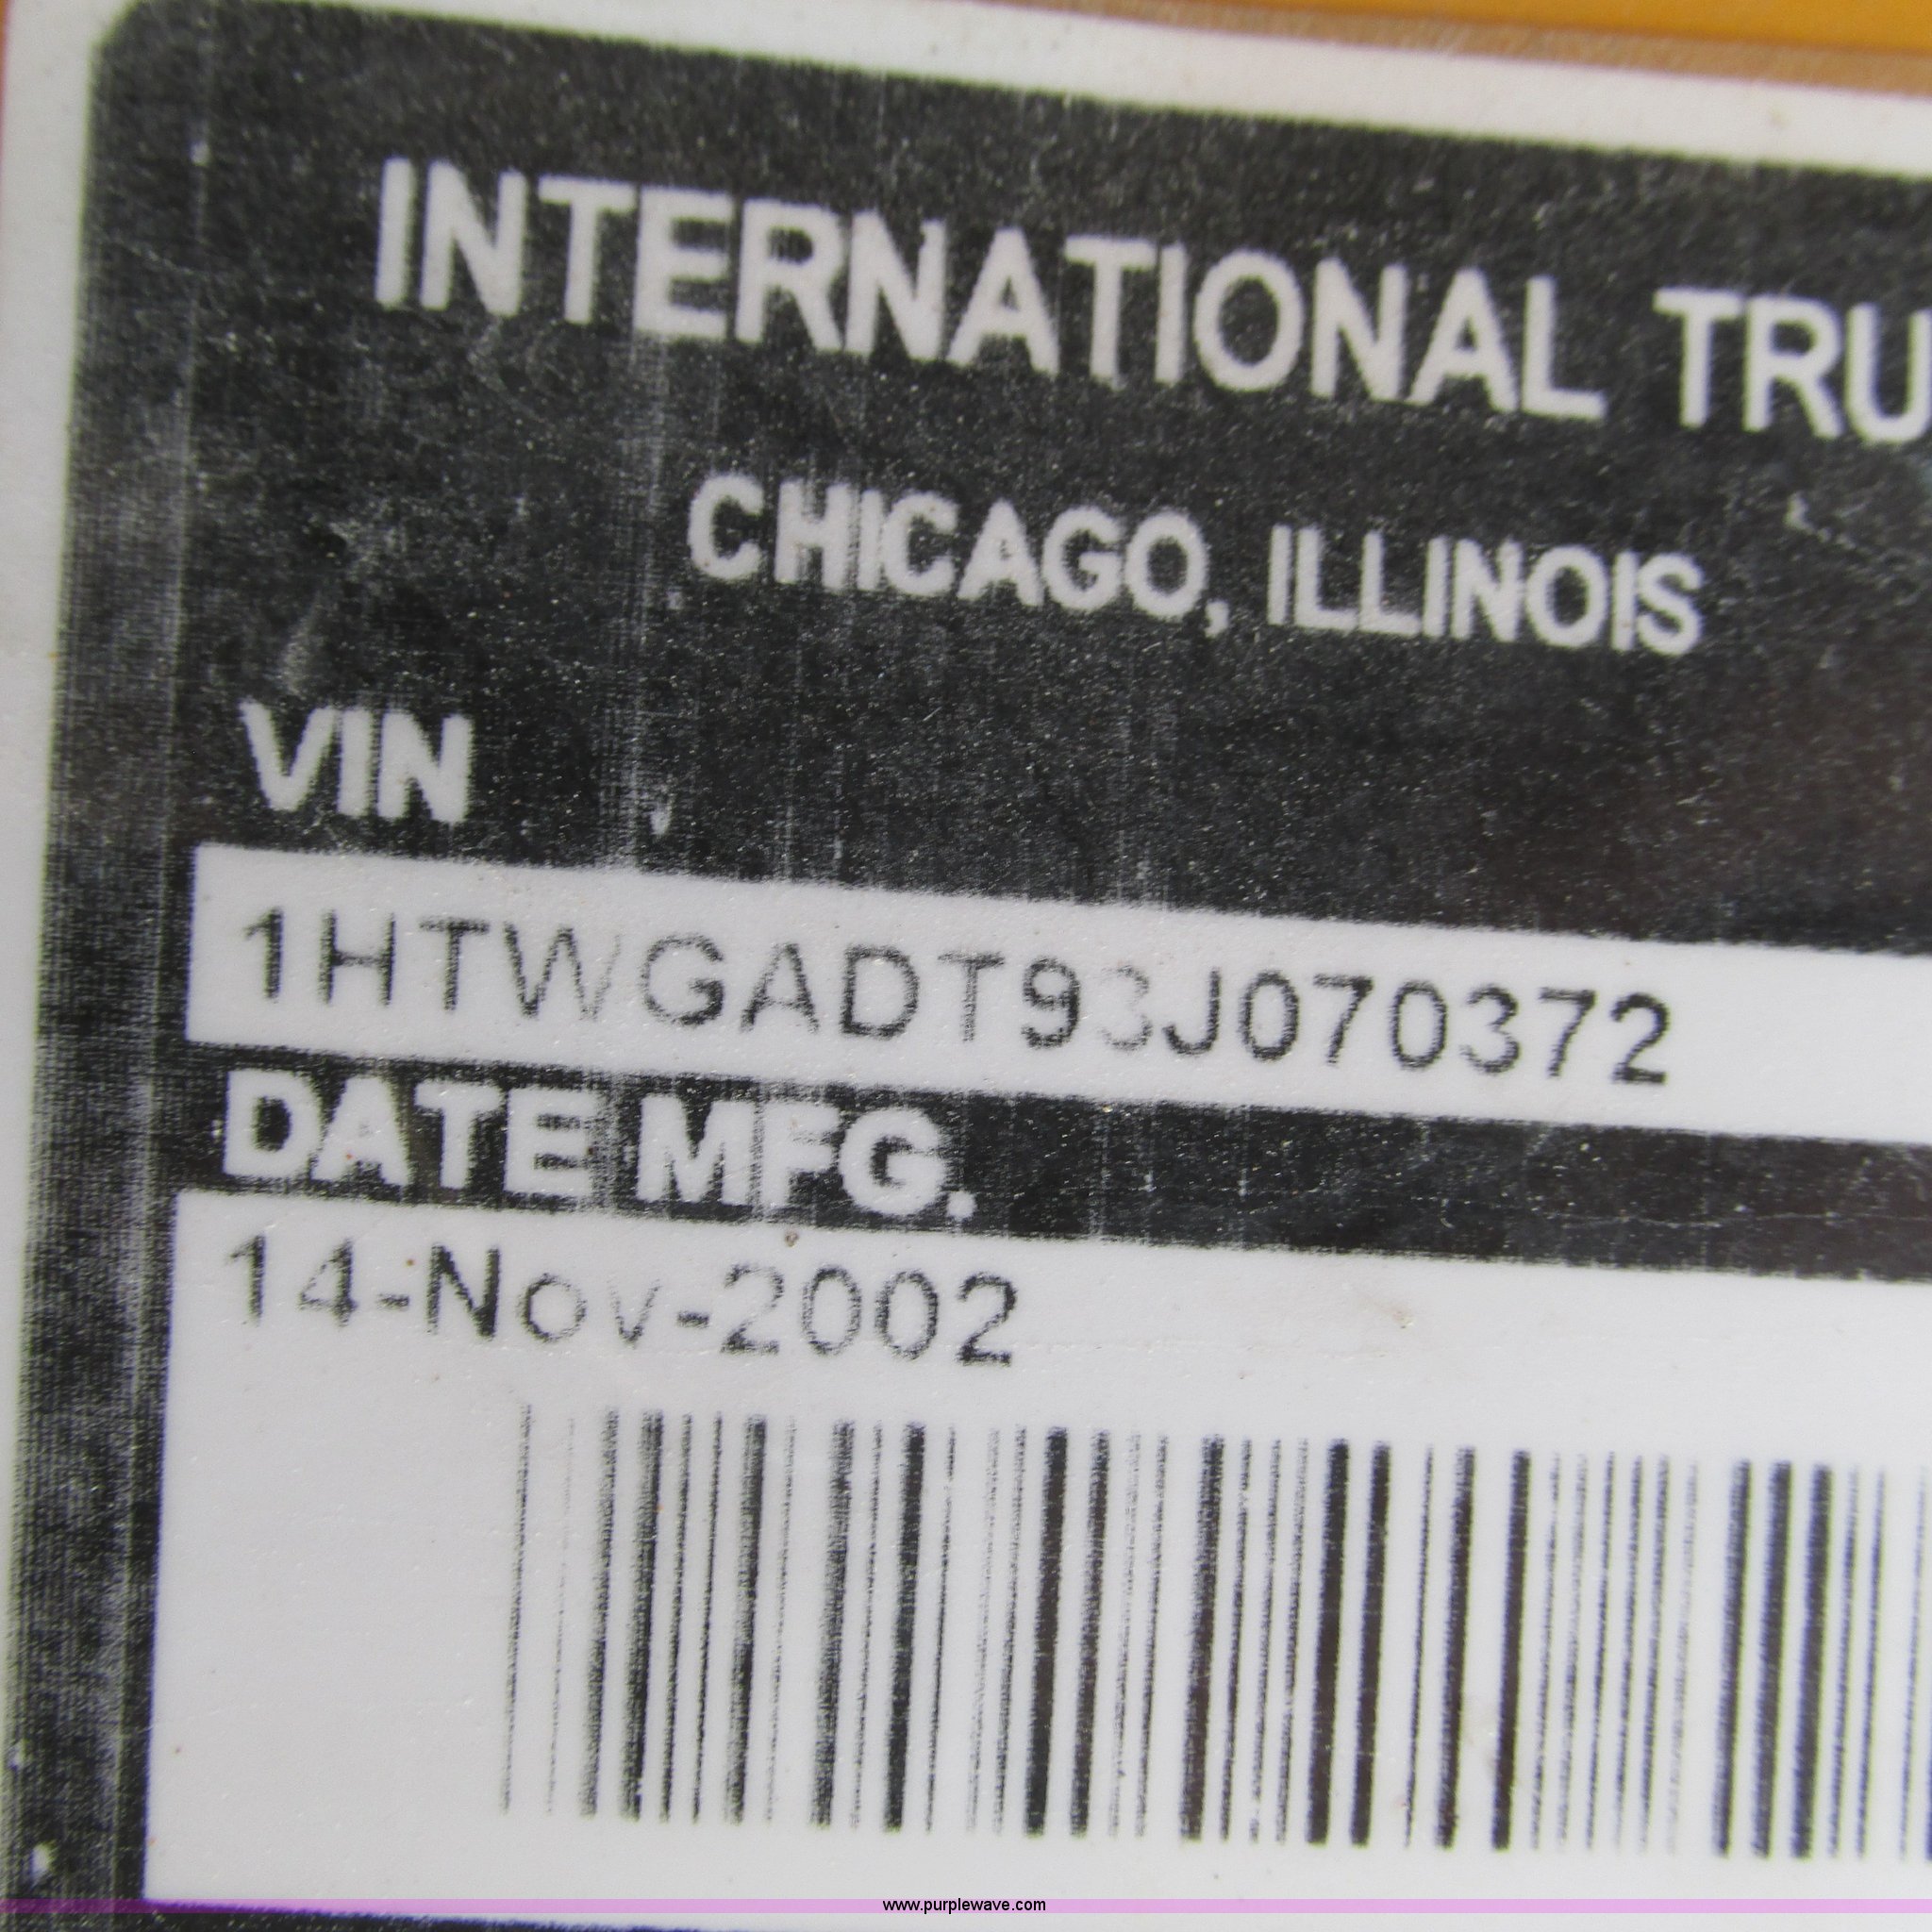 INTERNATIONAL TRU
CHICAGO, ILLINOIS
VIN
1HTWGADT93J070372
DATE MFG.
14-Nov-2002
www.purplewave.com